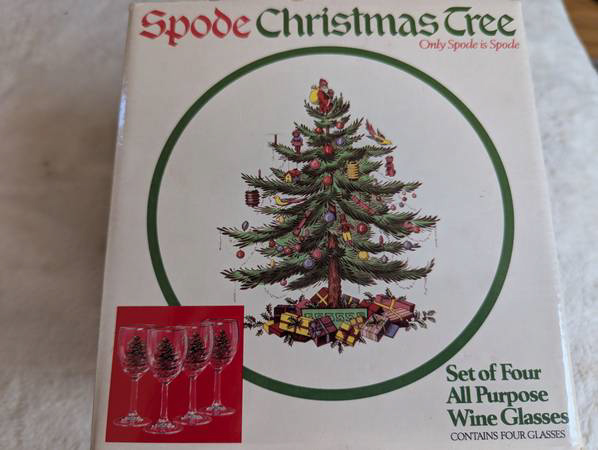 Spode Christmas Tree
Only Spode is Spode
Set of Four
All Purpose
Wine Glasses
CONTAINS FOUR GLASSES